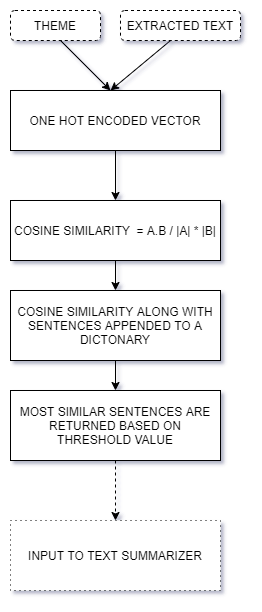 THEME
EXTRACTED TEXT
ONE HOT ENCODED VECTOR
COSINE SIMILARITY = A.B / |A| * |B|
COSINE SIMILARITY ALONG WITH
SENTENCES APPENDED TO A
DICTONARY
MOST SIMILAR SENTENCES ARE
RETURNED BASED ON
THRESHOLD VALUE
INPUT TO TEXT SUMMARIZER